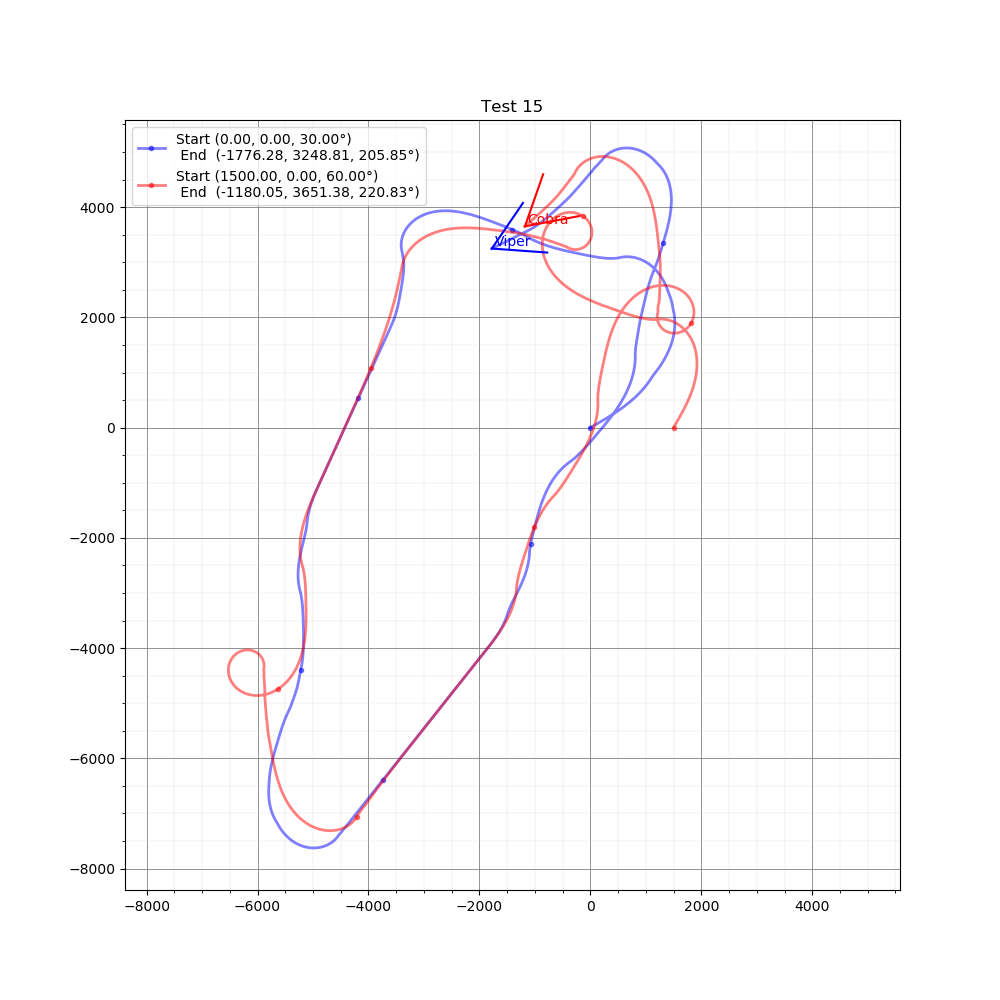 Test 15
Start (0.00, 0.00, 30.00°)
End (-1776.28, 3248.81, 205.85°)
Start (1500.00, 0.00, 60.00°)
End (-1180.05, 3651.38, 220.83°)
Cobra
Viper
4000
2000
0
−2000
−4000
−6000
−8000
−8000 −6000 −4000 −2000 0 2000 4000